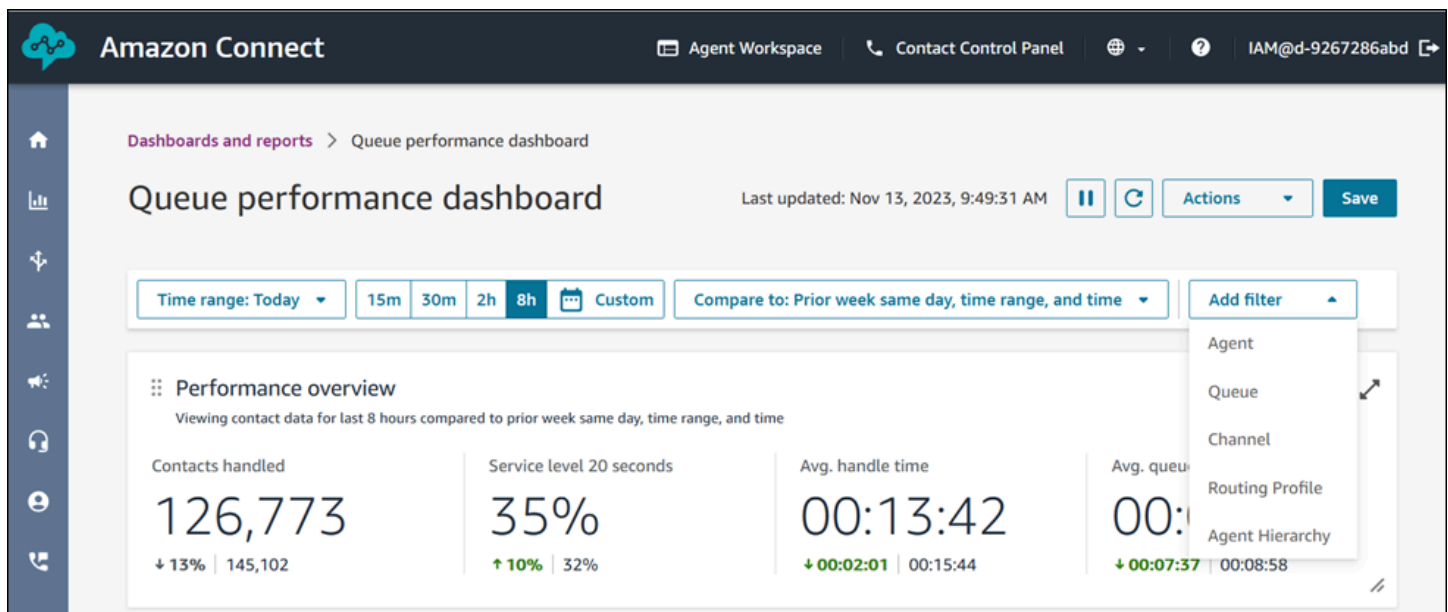 Amazon Connect
Agent Workspace
Contact Control Panel
IAM@d-9267286abd
Dashboards and reports > Queue performance dashboard
Queue performance dashboard
Last updated: Nov 13, 2023, 9:49:31 AM
Actions
Save
Time range: Today
15m 30m 2h 8h Custom
Compare to: Prior week same day, time range, and time
Add filter
Agent
Queue
Channel
Routing Profile
Agent Hierarchy
Performance overview
Viewing contact data for last 8 hours compared to prior week same day, time range, and time
Contacts handled
126,773
↓13% 145,102
Service level 20 seconds
35%
↑10% 32%
Avg. handle time
00:13:42
↓00:02:01 00:15:44
Avg.
00:
↓00:07:37 00:08:58